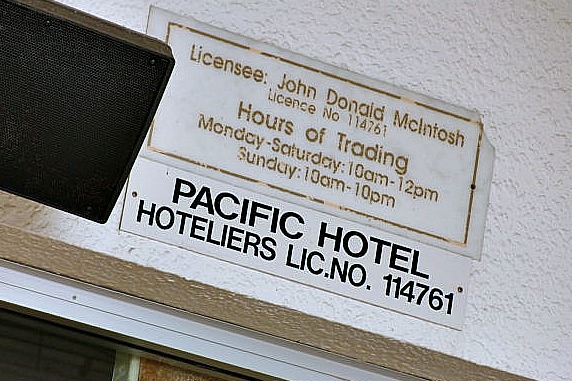 Licensee: John Donald McIntosh
Licence No 114761
Hours of Trading
Monday-Saturday: 10am-12pm
Sunday: 10am-10pm
PACIFIC HOTEL
HOTELIERS LIC.NO. 114761